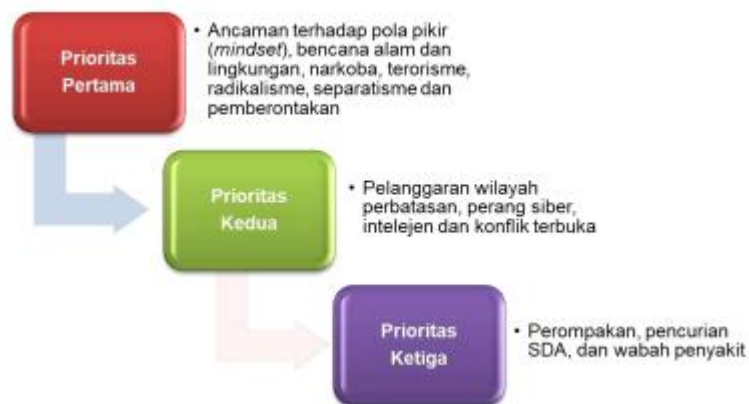 Prioritas
Pertama
• Ancaman terhadap pola pikir
(mindset), bencana alam dan
lingkungan, narkoba, terorisme,
radikalisme, separatisme dan
pemberontakan
Prioritas
Kedua
• Pelanggaran wilayah
perbatasan, perang siber,
intelejen dan konflik terbuka
Prioritas
Ketiga
• Perompakan, pencurian
SDA, dan wabah penyakit